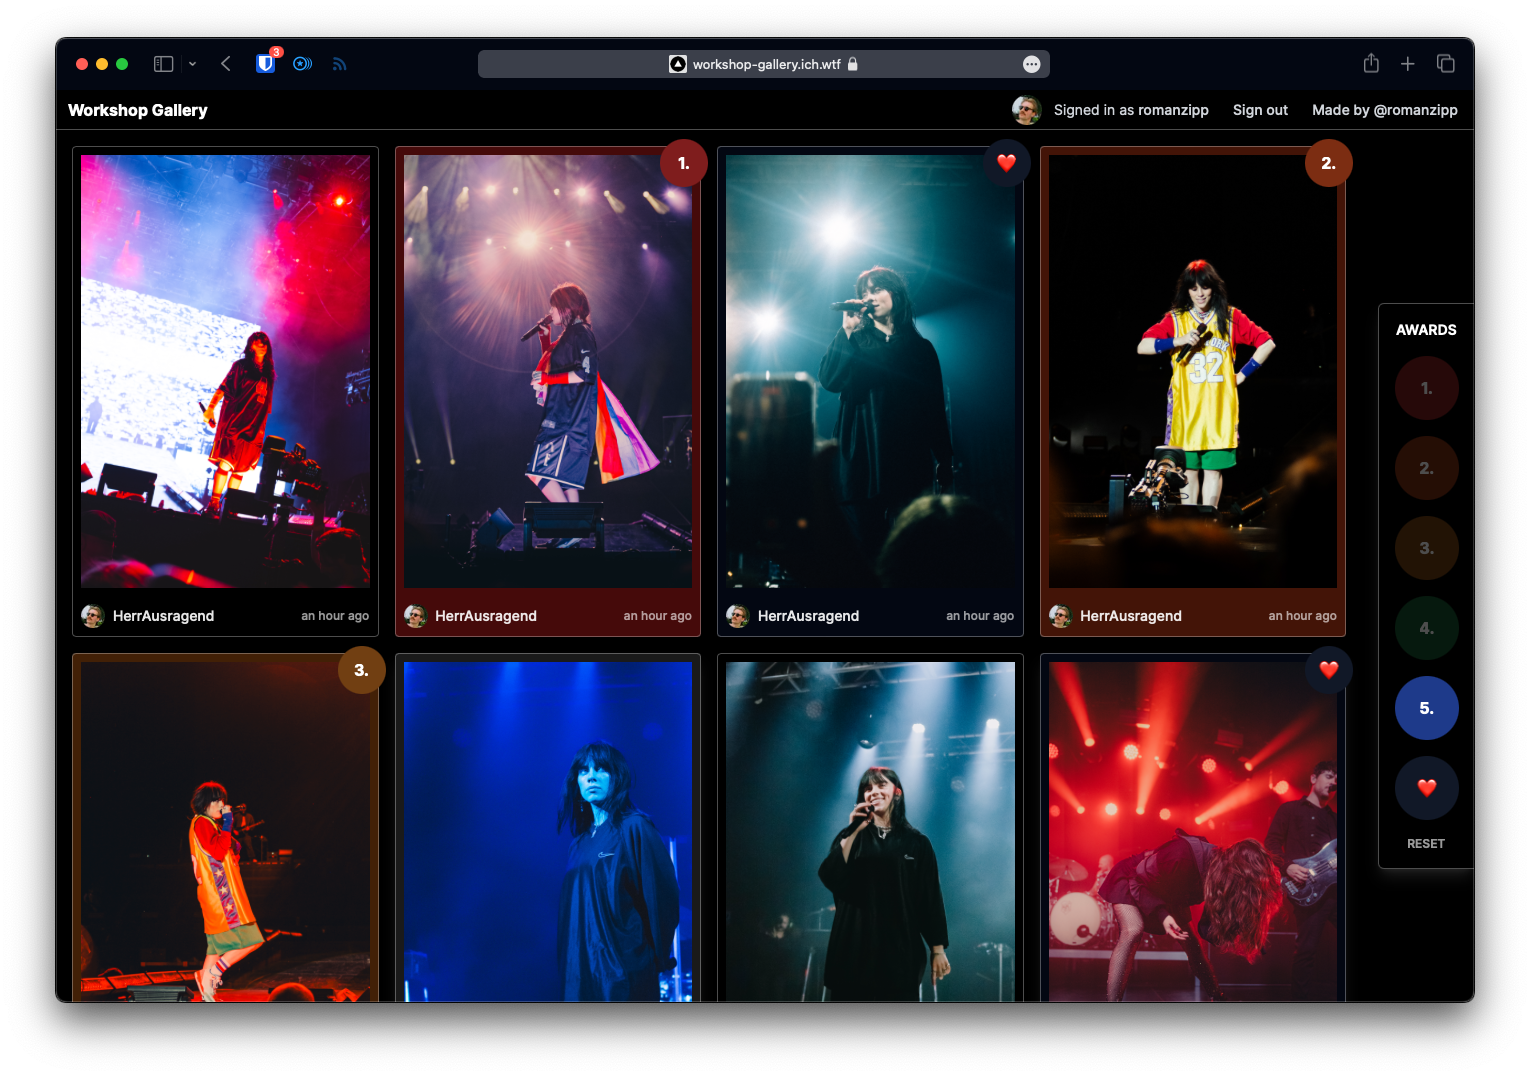 3
workshop-gallery.ich.wtf
Workshop Gallery
Signed in as romanzipp
Sign out
Made by @romanzipp
1.
2.
32
HerrAusragend
an hour ago
HerrAusragend
an hour ago
HerrAusragend
an hour ago
HerrAusragend
an hour ago
3.
AWARDS
1.
2.
3.
4.
5.
RESET